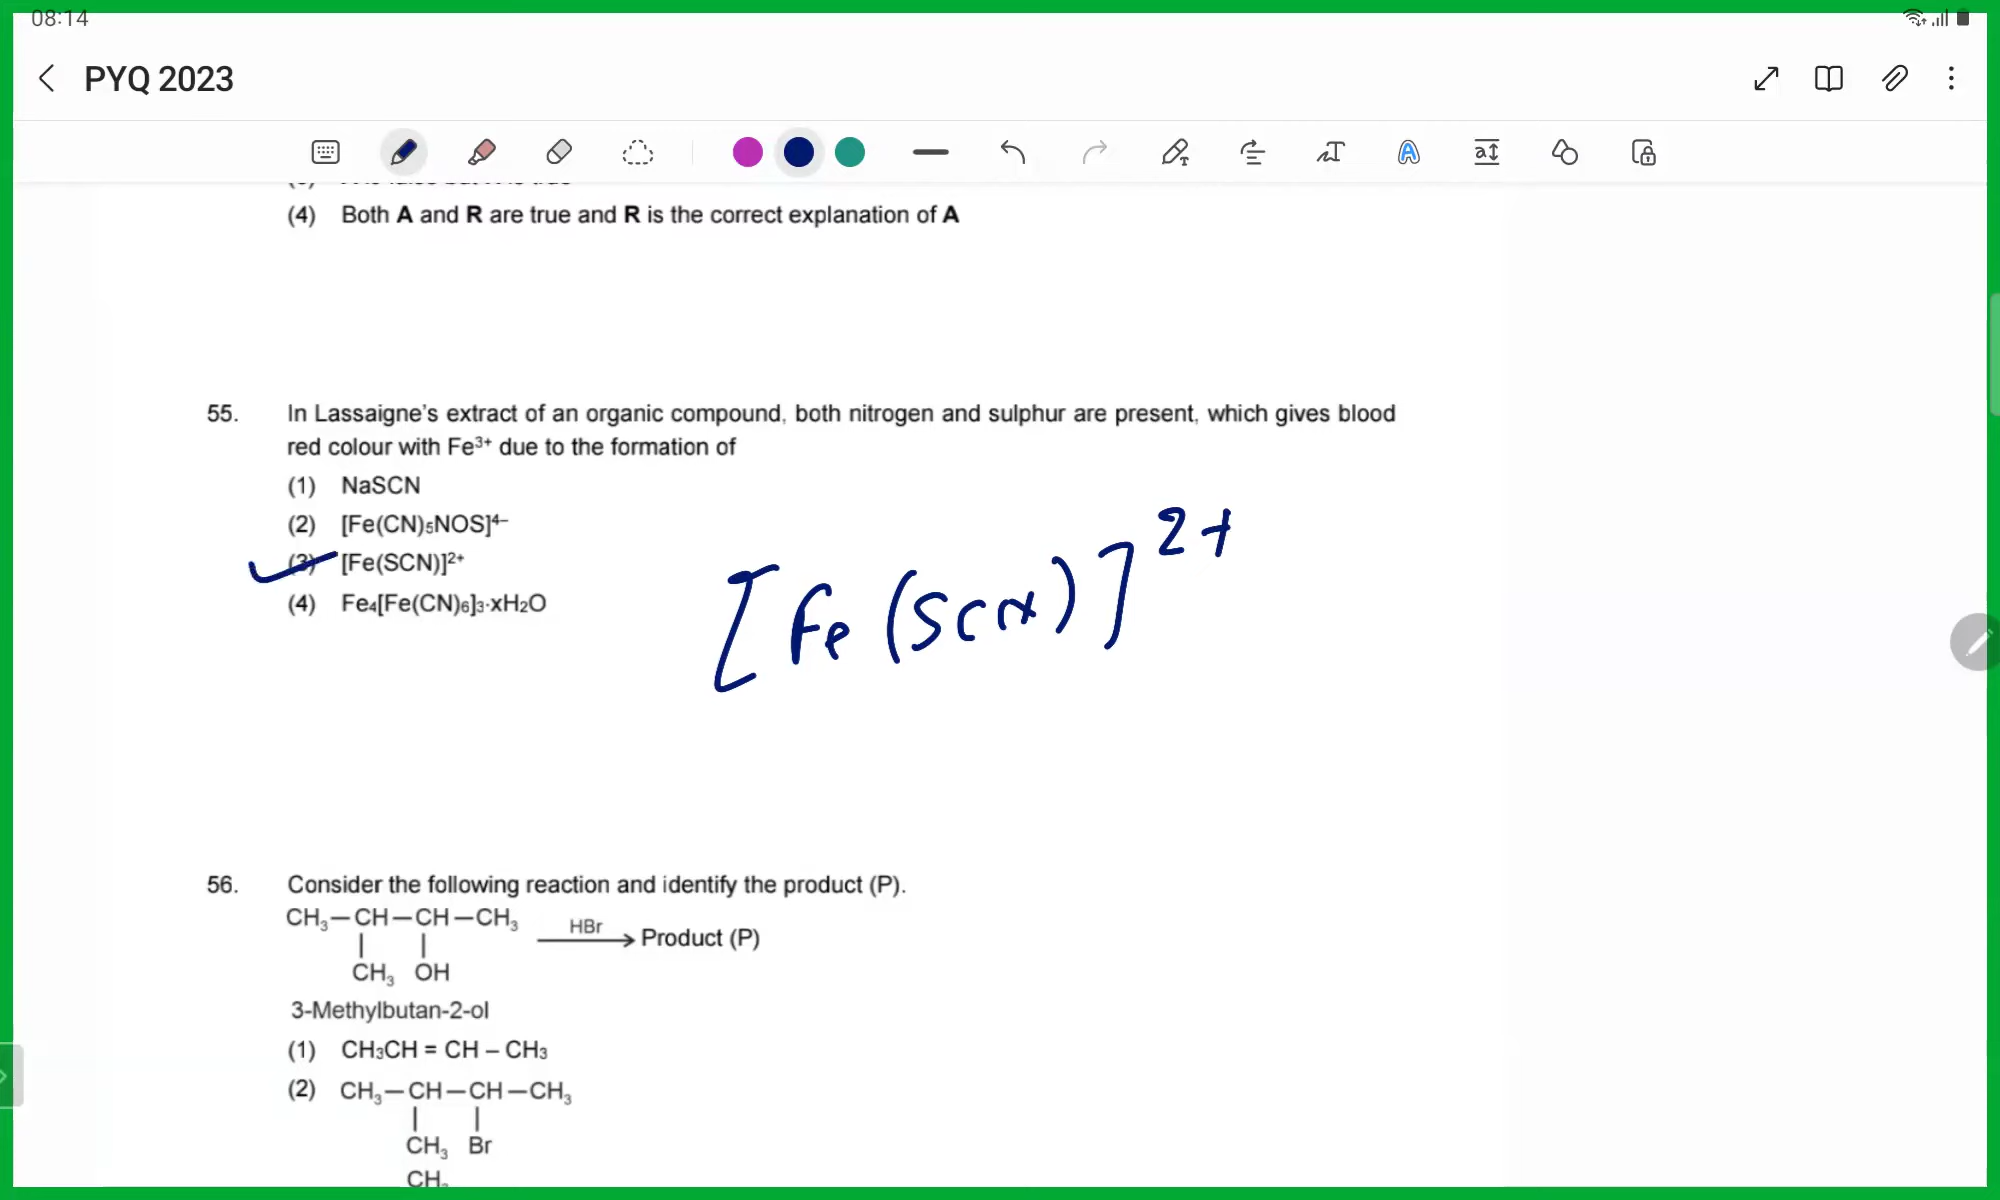 08:14
PYQ 2023
(4) Both A and R are true and R is the correct explanation of A
55. In Lassaigne's extract of an organic compound, both nitrogen and sulphur are present, which gives blood
red colour with Fe³⁺ due to the formation of
(1) NaSCN
(2) [Fe(CN)₅NOS]⁴⁻
(3) [Fe(SCN)]²⁺
(4) Fe₄[Fe(CN)₆]₃·xH₂O
[Fe(SCN)]²⁺
56. Consider the following reaction and identify the product (P).
CH₃—CH—CH—CH₃
HBr
Product (P)
CH₃ OH
3-Methylbutan-2-ol
(1) CH₃CH = CH – CH₃
(2) CH₃—CH—CH—CH₃
CH₃ Br